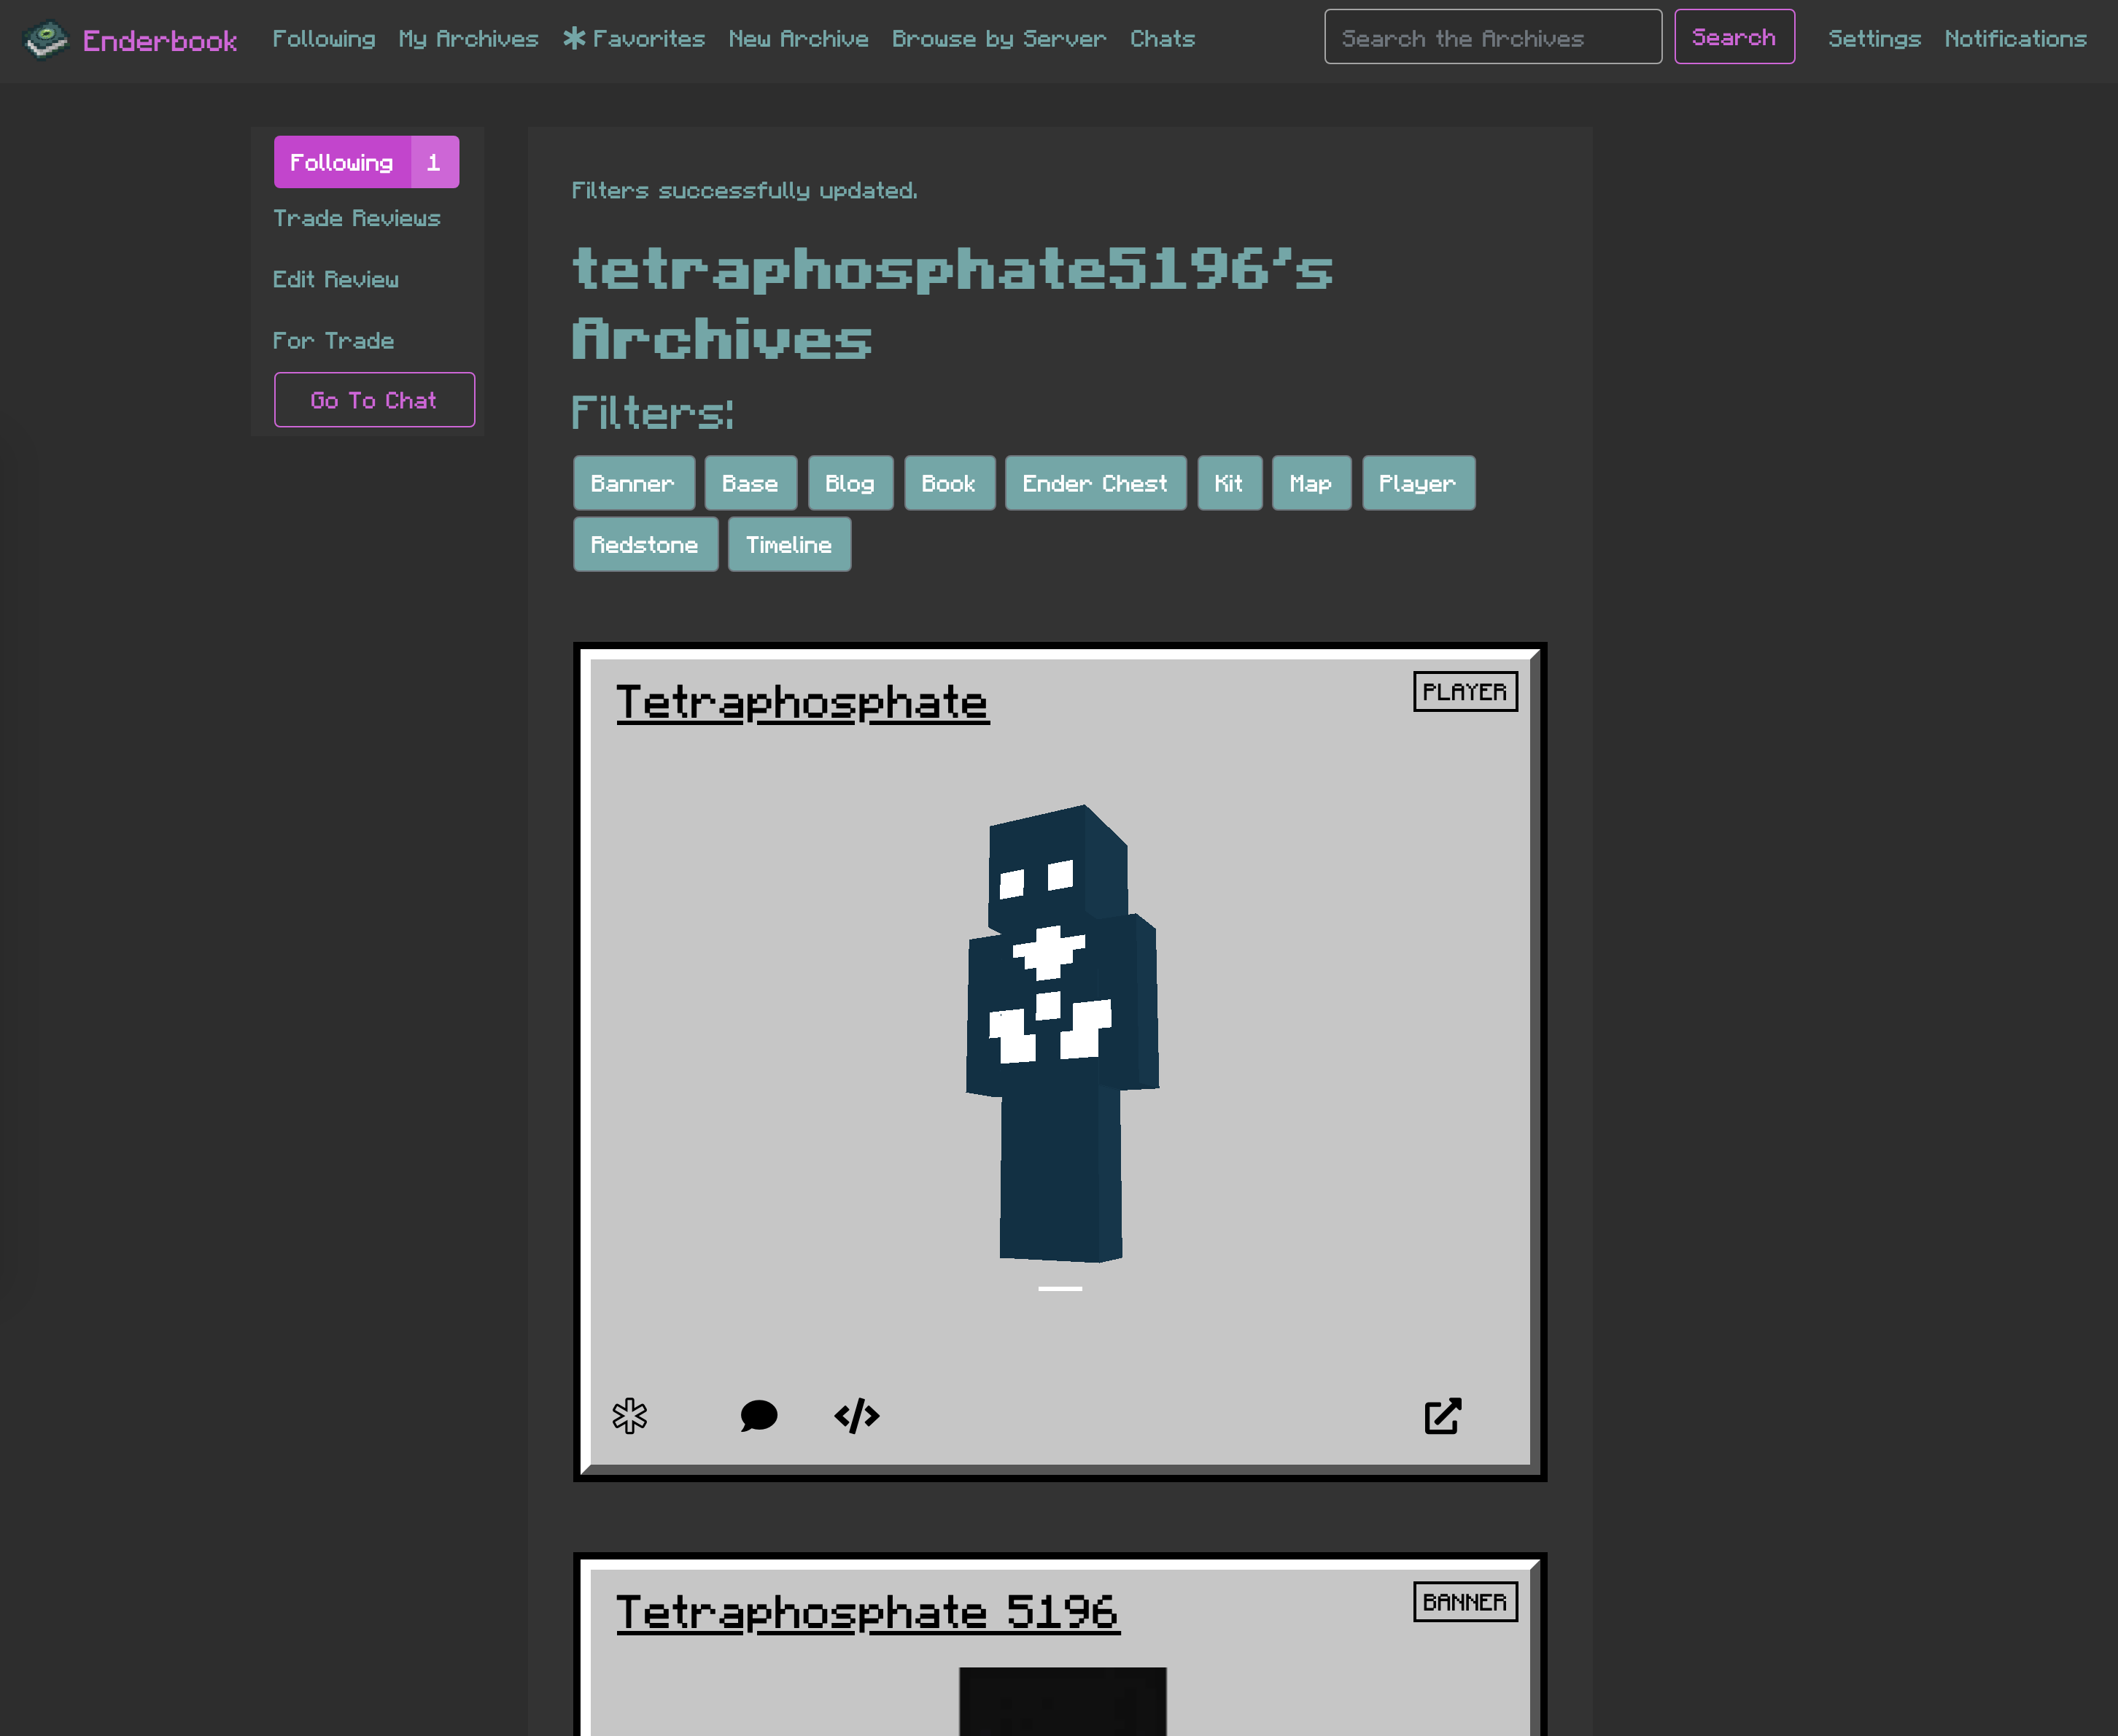 Enderbook Following My Archives Favorites New Archive Browse by Server Chats Search the Archives Search Settings Notifications
Following 1
Trade Reviews
Edit Review
For Trade
Go To Chat
Filters successfully updated.
tetraphosphate5196's
Archives
Filters:
Banner Base Blog Book Ender Chest Kit Map Player
Redstone Timeline
Tetraphosphate PLAYER
Tetraphosphate 5196 BANNER